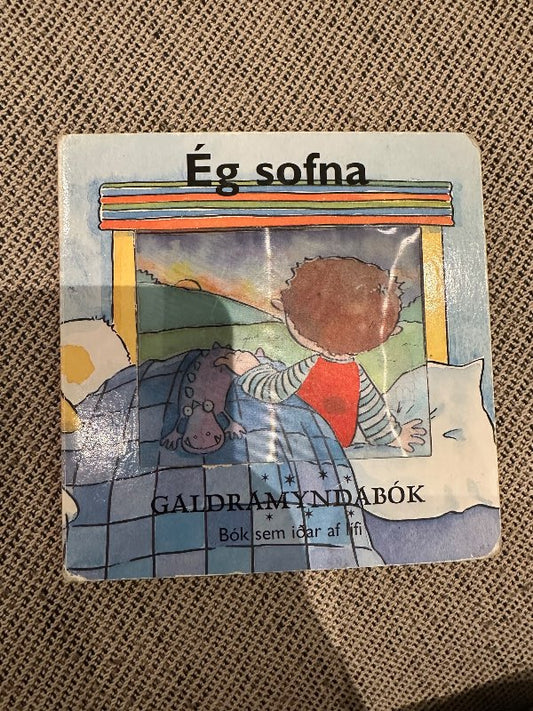 Ég sofna
GALDRAMYNDABÓK
Bók sem iðar af lífi